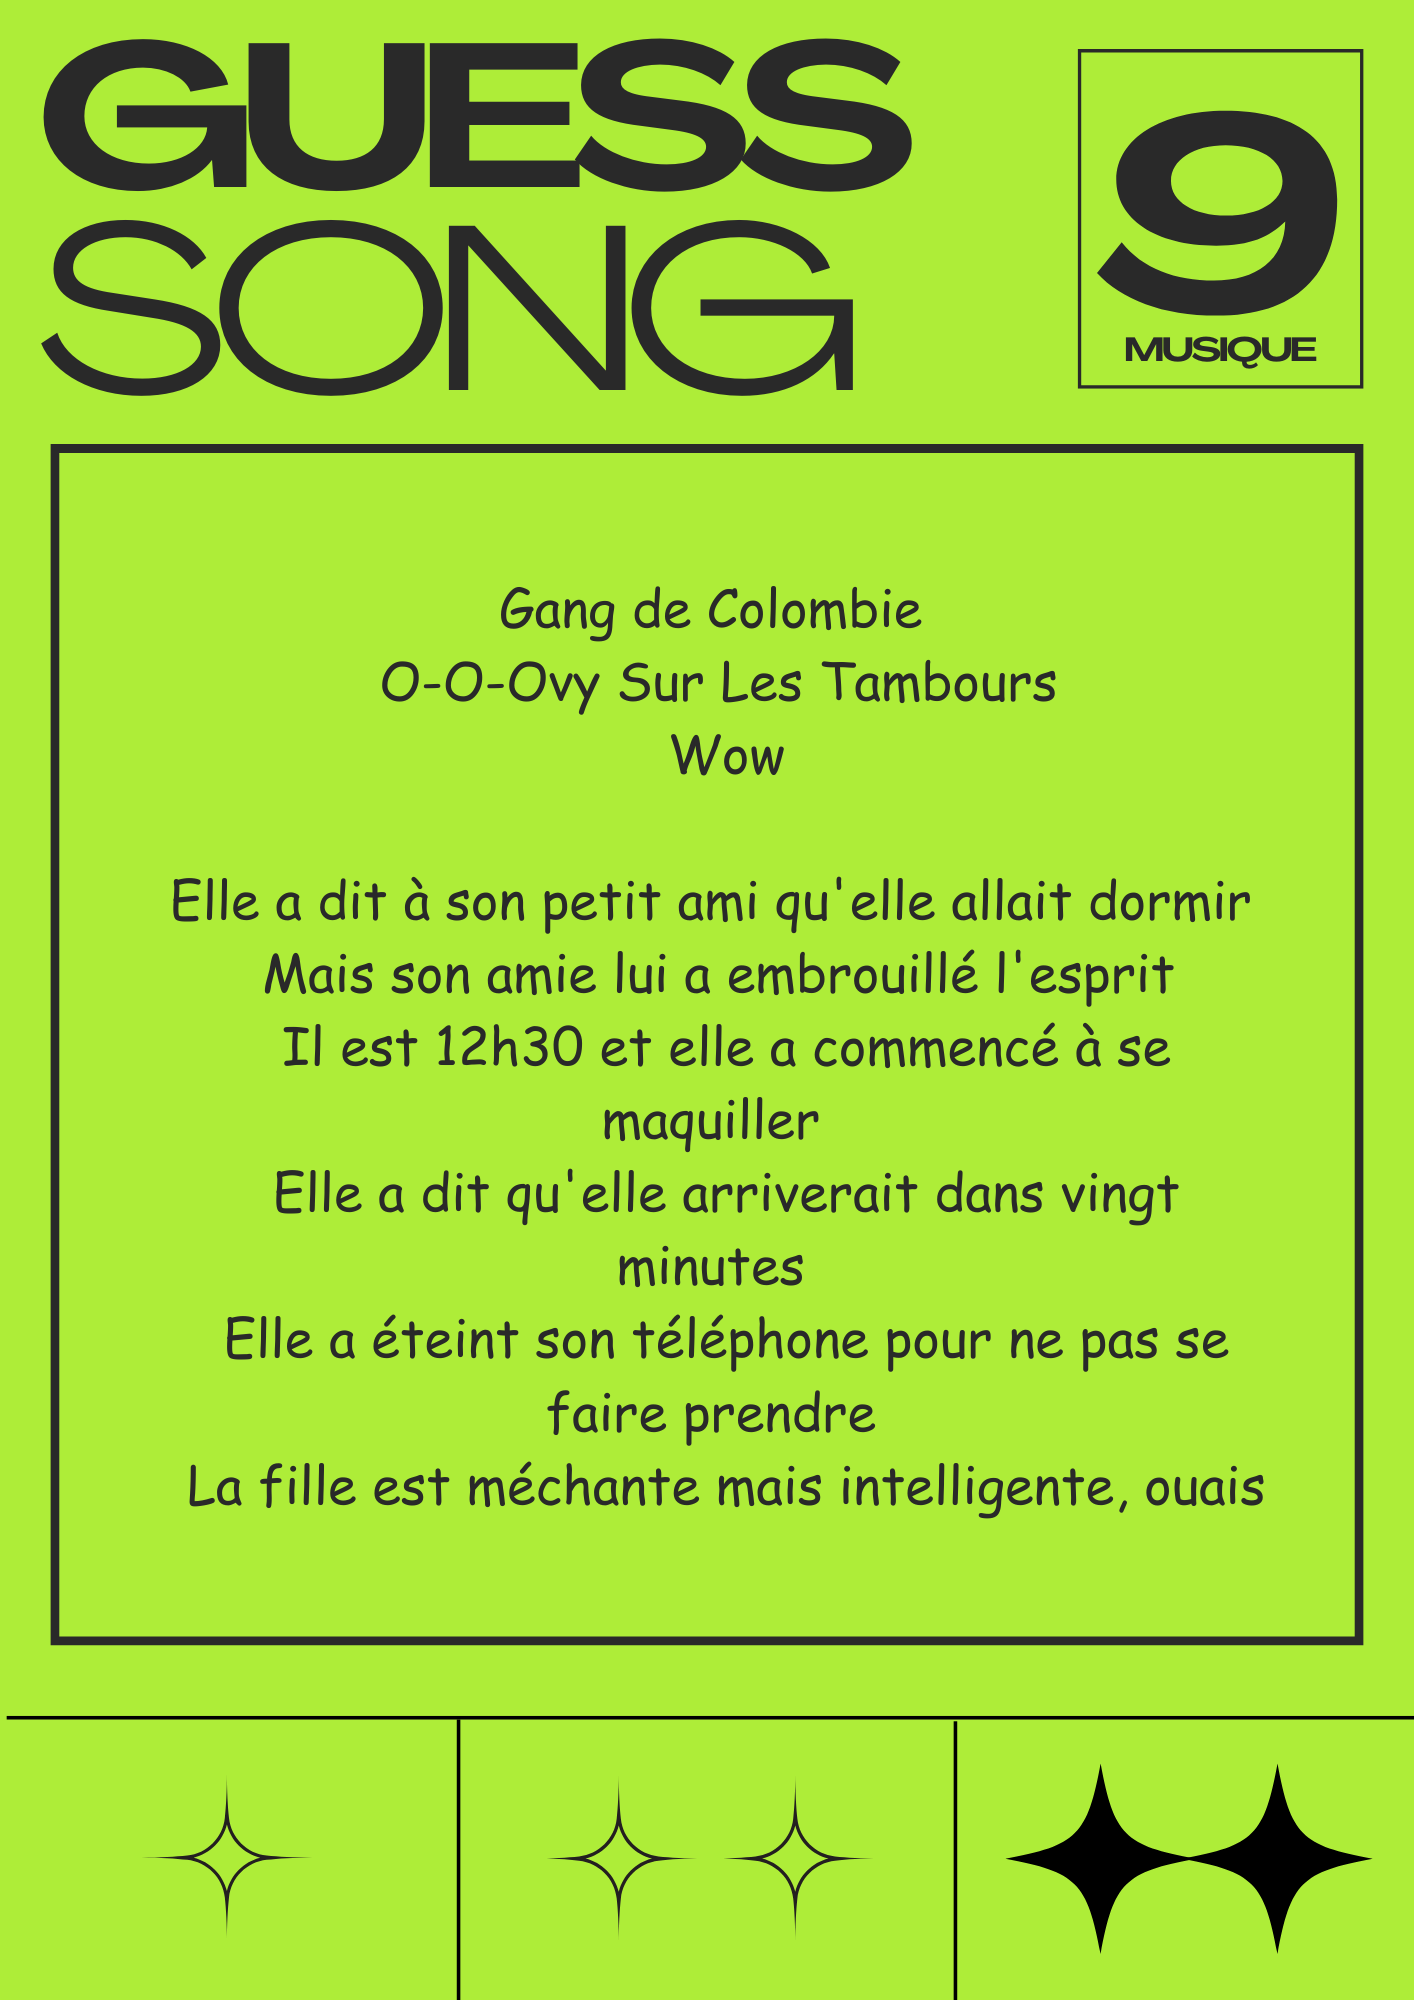 GUESS
SONG
9
MUSIQUE
Gang de Colombie
O-O-Ovy Sur Les Tambours
Wow
Elle a dit à son petit ami qu'elle allait dormir
Mais son amie lui a embrouillé l'esprit
Il est 12h30 et elle a commencé à se
maquiller
Elle a dit qu'elle arriverait dans vingt
minutes
Elle a éteint son téléphone pour ne pas se
faire prendre
La fille est méchante mais intelligente, ouais